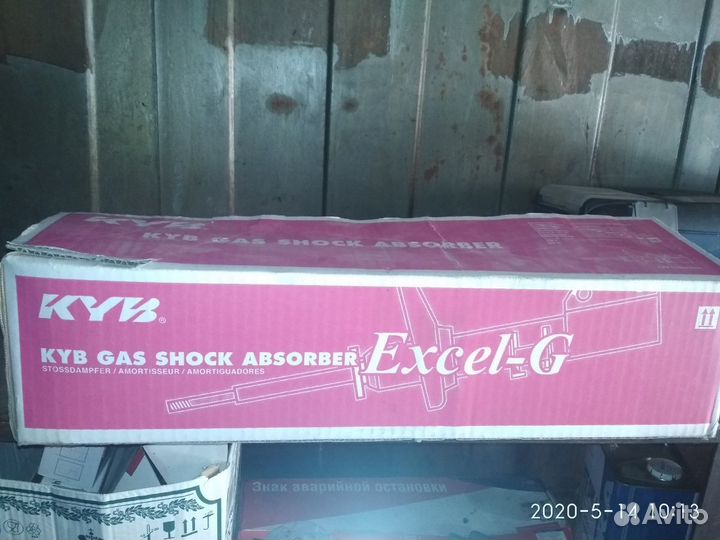 KYB
KYB GAS SHOCK ABSORBER
KYB®
KYB GAS SHOCK ABSORBER Excel-G
STOSSDAMPFER / AMORTISSEUR / AMORTIGUADORES
Знак аварийной остановки
2020-5-14 10:13
Avito